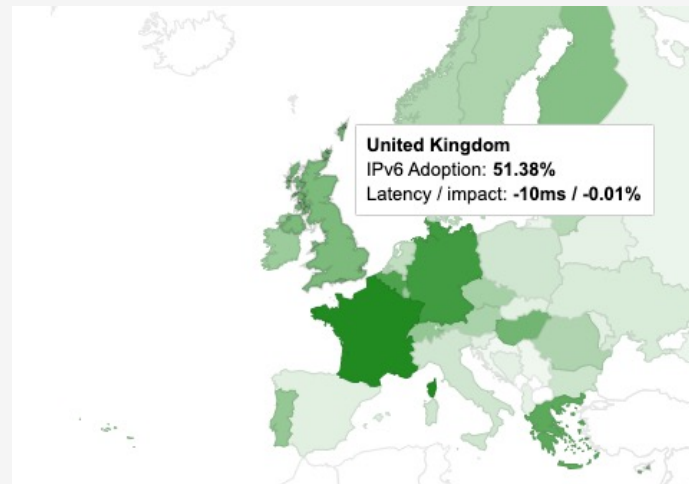 United Kingdom
IPv6 Adoption: 51.38%
Latency / impact: -10ms / -0.01%